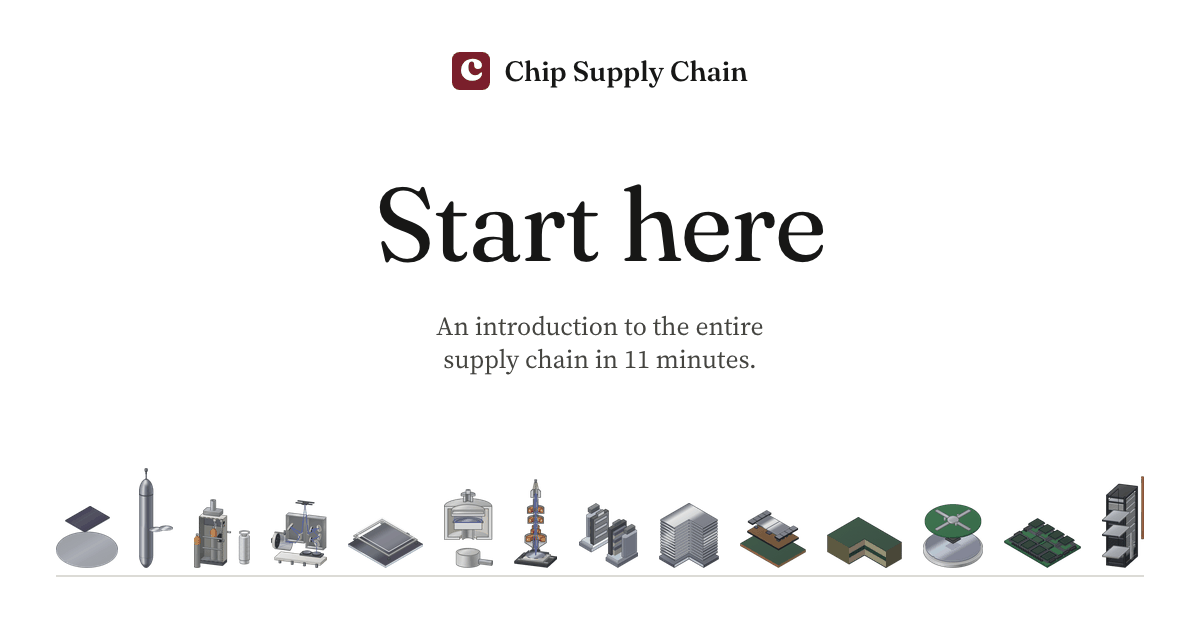 C Chip Supply Chain
Start here
An introduction to the entire
supply chain in 11 minutes.